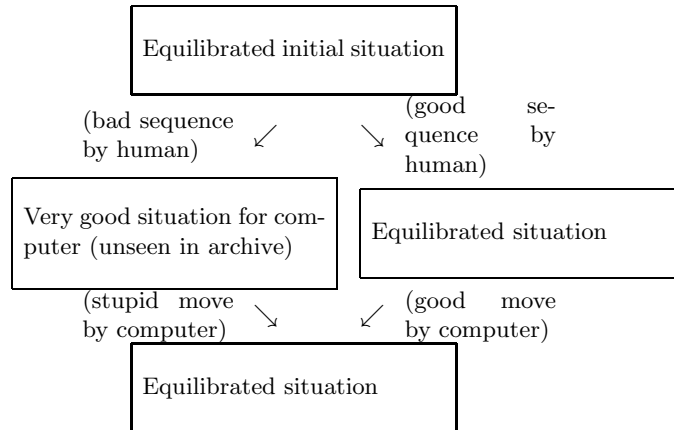 Equilibrated initial situation
(bad sequence
by human)
(good se-
quence by
human)
Very good situation for com-
puter (unseen in archive)
Equilibrated situation
(stupid move
by computer)
(good move
by computer)
Equilibrated situation